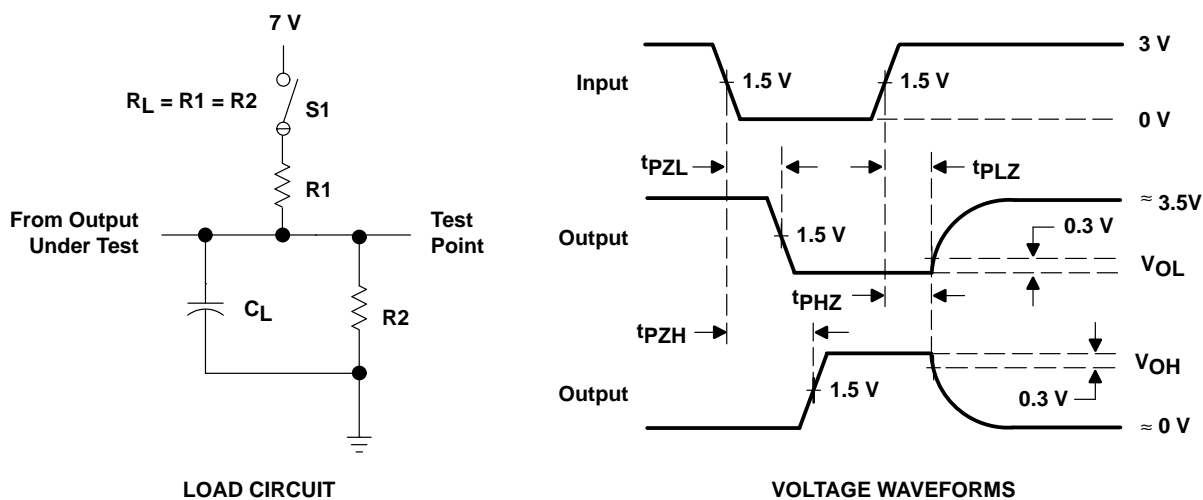 7 V
RL = R1 = R2
S1
R1
From Output
Under Test
Test
Point
CL
R2
LOAD CIRCUIT
Input
1.5 V
1.5 V
3 V
0 V
tPZL
tPLZ
Output
1.5 V
≈ 3.5V
0.3 V
VOL
tPHZ
tPZH
Output
1.5 V
VOH
0.3 V
≈ 0 V
VOLTAGE WAVEFORMS